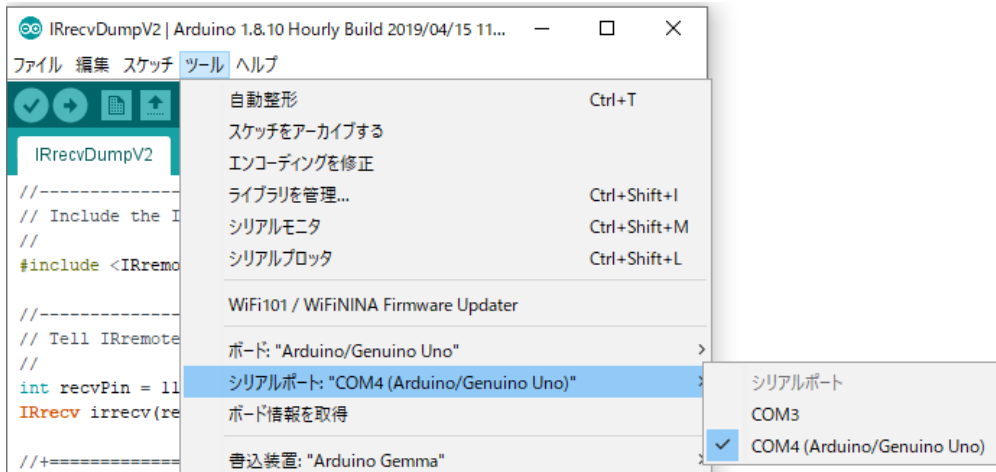 IRrecvDumpV2 | Arduino 1.8.10 Hourly Build 2019/04/15 11...
ファイル 編集 スケッチ ツール ヘルプ
IRrecvDumpV2
//---------------
// Include the I
//
#include <IRremo
//---------------
// Tell IRremote
//
int recvPin = 11
IRrecv irrecv(re
//+==============
自動整形 Ctrl+T
スケッチをアーカイブする
エンコーディングを修正
ライブラリを管理... Ctrl+Shift+I
シリアルモニタ Ctrl+Shift+M
シリアルプロッタ Ctrl+Shift+L
WiFi101 / WiFiNINA Firmware Updater
ボード: "Arduino/Genuino Uno"
シリアルポート: "COM4 (Arduino/Genuino Uno)"
ボード情報を取得
書込装置: "Arduino Gemma"
シリアルポート
COM3
COM4 (Arduino/Genuino Uno)